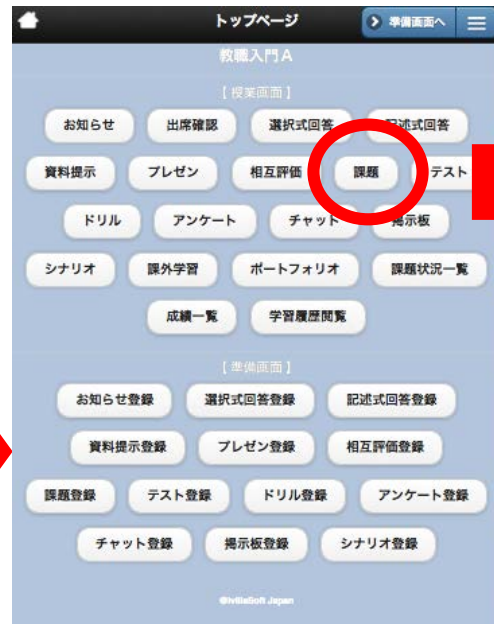 トップページ
準備画面へ
教職入門A
【授業画面】
お知らせ 出席確認 選択式回答 記述式回答
資料提示 プレゼン 相互評価 課題 テスト
ドリル アンケート チャット 掲示板
シナリオ 課外学習 ポートフォリオ 課題状況一覧
成績一覧 学習履歴閲覧
【準備画面】
お知らせ登録 選択式回答登録 記述式回答登録
資料提示登録 プレゼン登録 相互評価登録
課題登録 テスト登録 ドリル登録 アンケート登録
チャット登録 掲示板登録 シナリオ登録
Japan